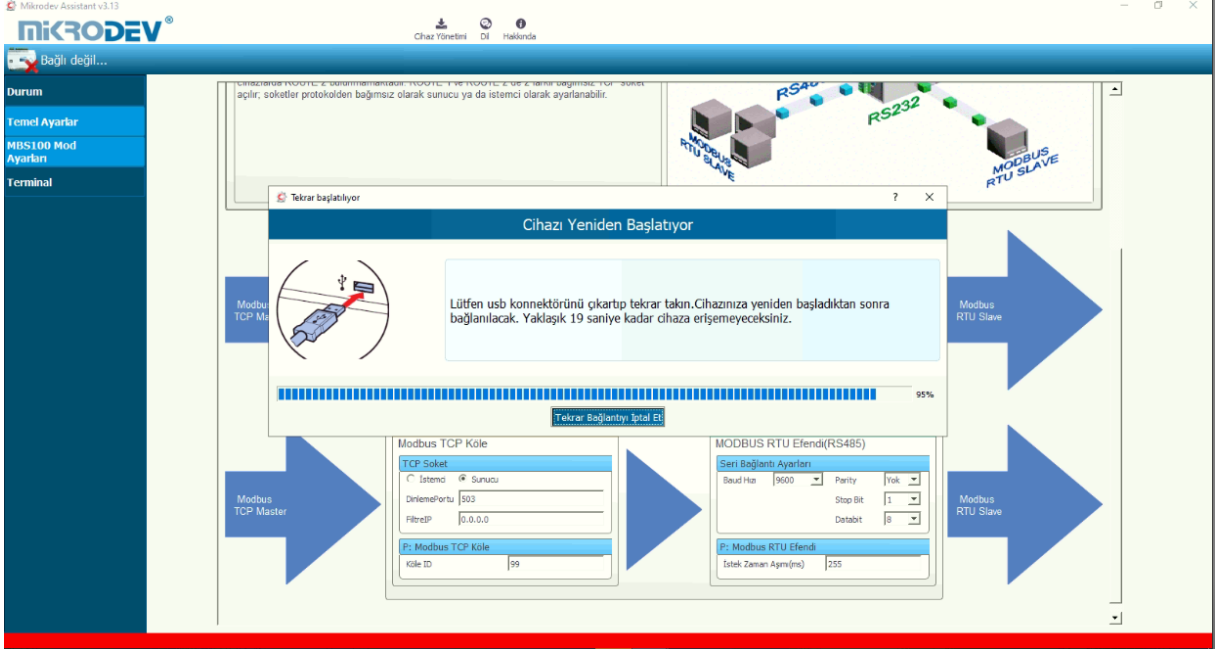 Mikrodev Assistant v3.13
MiKRODEV®
Cihaz Yönetimi Dil Hakkında
Bağlı değil...
Durum
Temel Ayarlar
MBS100 Mod
Ayarları
Terminal
açılır; soketler protokolden bağımsız olarak sunucu ya da istemci olarak ayarlanabilir.
RS232
MODBUS
RTU SLAVE
MODBUS
RTU SLAVE
Tekrar başlatılıyor
Cihazı Yeniden Başlatıyor
Lütfen usb konnektörünü çıkartıp tekrar takın.Cihazınıza yeniden başladıktan sonra
bağlanılacak. Yaklaşık 19 saniye kadar cihaza erişemeyeceksiniz.
95%
Tekrar Bağlantıyı İptal Et
Modbus
RTU Slave
Modbus TCP Köle
TCP Soket
İstemci Sunucu
DinlemePortu 503
FiltreIP 0.0.0.0
P: Modbus TCP Köle
Köle ID 99
MODBUS RTU Efendi(RS485)
Seri Bağlantı Ayarları
Baud Hızı 9600 Parity Yok
Stop Bit 1
Databit 8
P: Modbus RTU Efendi
İstek Zaman Aşımı(ms) 255
Modbus
TCP Master
Modbus
RTU Slave